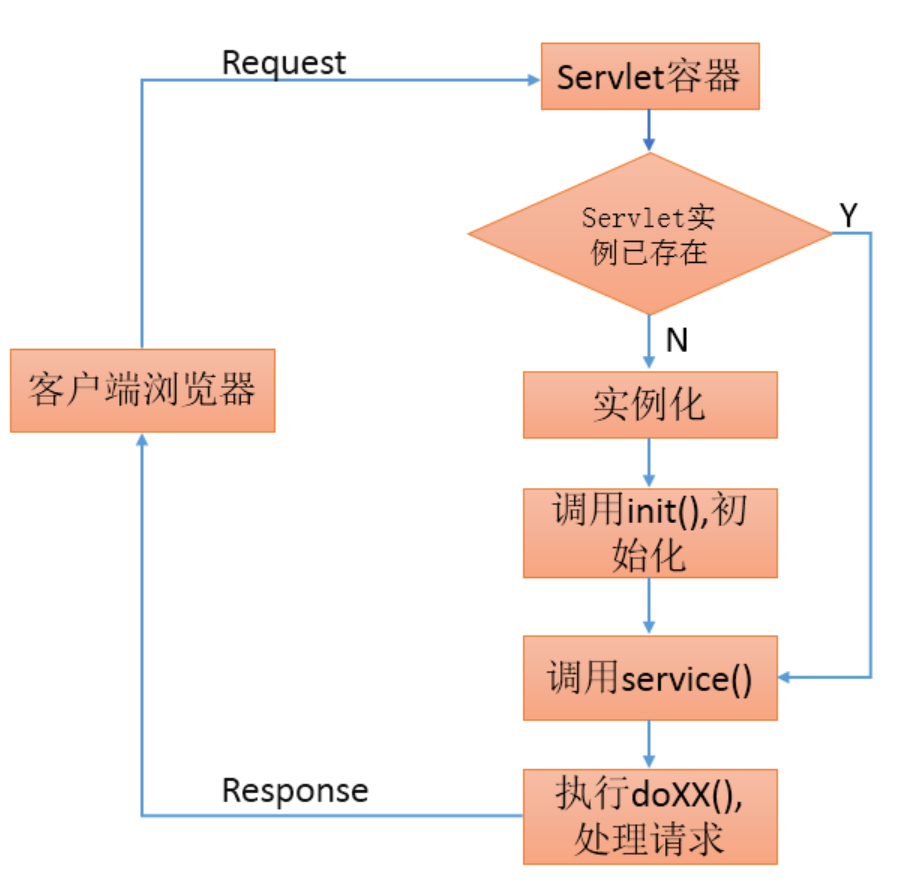 Request
Servlet容器
Servlet实
例已存在
Y
N
客户端浏览器
实例化
调用init(),初
始化
调用service()
执行doXX(),
处理请求
Response